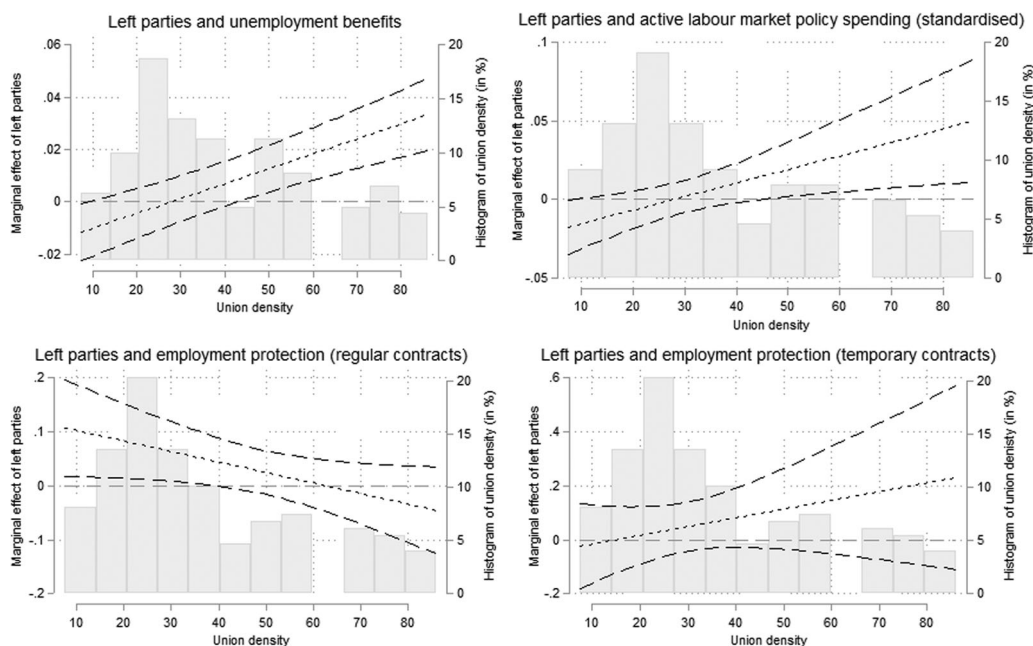 Left parties and unemployment benefits
Marginal effect of left parties
.06
.04
.02
0
-.02
20
15
10
5
0
Histogram of union density (in %)
10 20 30 40 50 60 70 80
Union density
Left parties and active labour market policy spending (standardised)
Marginal effect of left parties
.1
.05
0
-.05
20
15
10
5
0
Histogram of union density (in %)
10 20 30 40 50 60 70 80
Union density
Left parties and employment protection (regular contracts)
Marginal effect of left parties
.2
.1
0
-.1
-.2
20
15
10
5
0
Histogram of union density (in %)
10 20 30 40 50 60 70 80
Union density
Left parties and employment protection (temporary contracts)
Marginal effect of left parties
.6
.4
.2
0
-.2
20
15
10
5
0
Histogram of union denisty (in %)
10 20 30 40 50 60 70 80
Union density